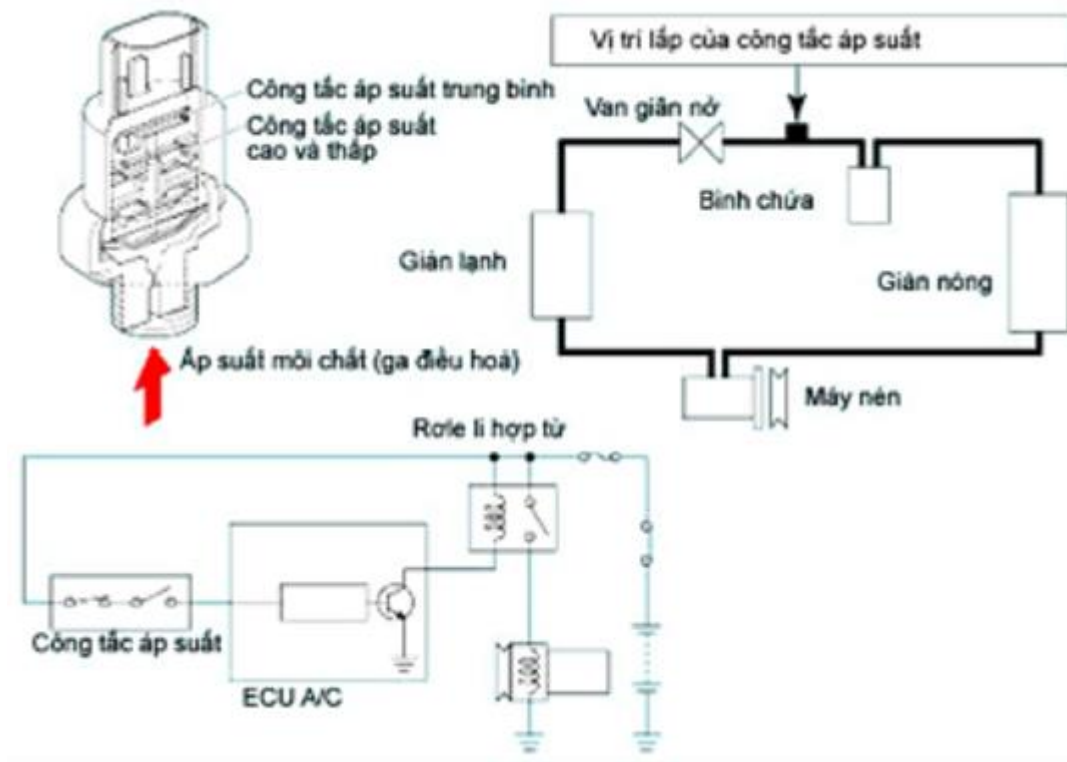 Vị trí lắp của công tắc áp suất
Công tắc áp suất trung bình
Công tắc áp suất
cao và thấp
Van giãn nở
Bình chứa
Giàn lạnh
Giàn nóng
Áp suất môi chất (ga điều hoà)
Máy nén
Rơle li hợp từ
Công tắc áp suất
ECU A/C